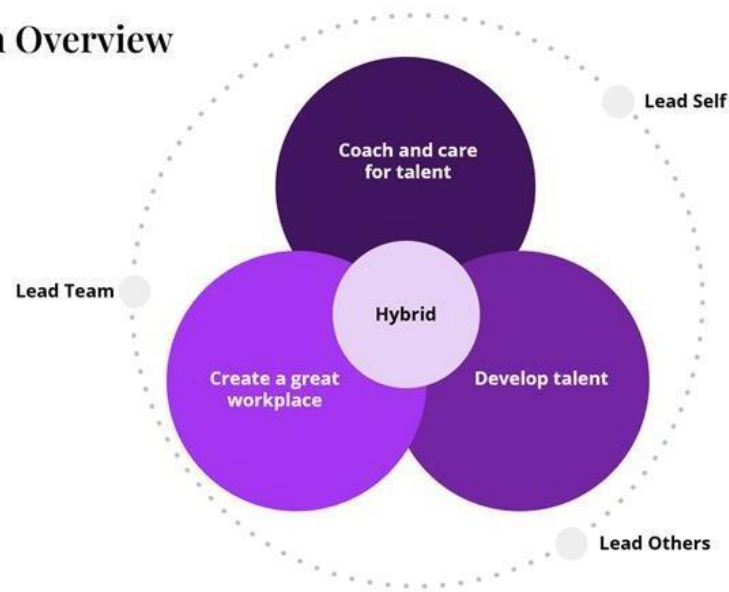 Overview
Lead Self
Coach and care
for talent
Lead Team
Hybrid
Create a great
workplace
Develop talent
Lead Others